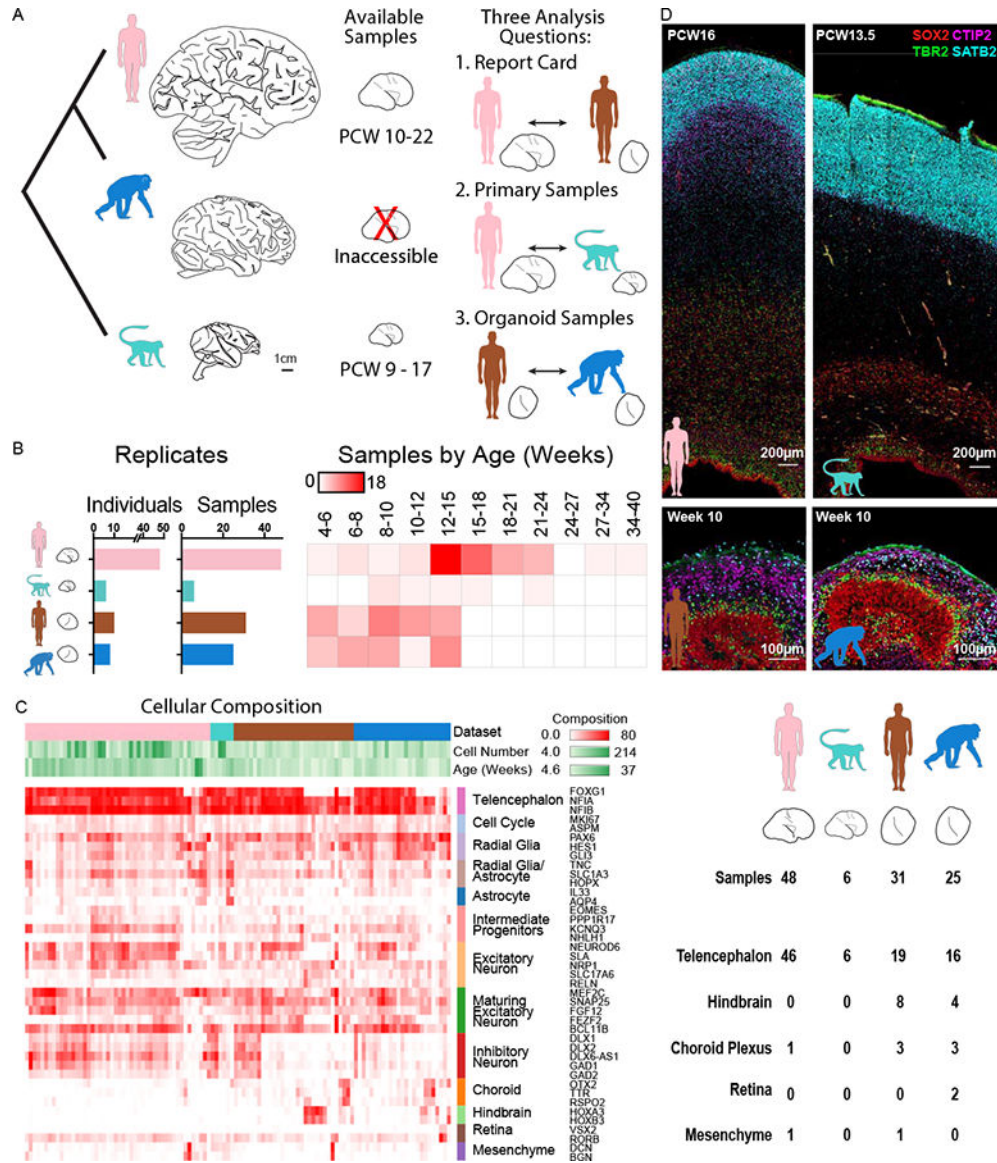 A
Available
Samples
PCW 10-22
Inaccessible
PCW 9 - 17
1cm
Three Analysis
Questions:
1. Report Card
2. Primary Samples
3. Organoid Samples
D
PCW16
200µm
PCW13.5
SOX2 CTIP2
TBR2 SATB2
200µm
Week 10
100µm
Week 10
100µm
B
Replicates
Individuals
0 10 40 50
Samples
0 20 40
Samples by Age (Weeks)
0 18
4-6 6-8 8-10 10-12 12-15 15-18 18-21 21-24 24-27 27-34 34-40
C
Cellular Composition
Dataset
Cell Number
Age (Weeks)
Composition
0.0 80
4.0 214
4.6 37
Telencephalon
Cell Cycle
Radial Glia
Radial Glia/
Astrocyte
Astrocyte
Intermediate
Progenitors
Excitatory
Neuron
Maturing
Excitatory
Neuron
Inhibitory
Neuron
Choroid
Hindbrain
Retina
Mesenchyme
FOXG1
NFIA
NFIB
MKI67
ASPM
PAX6
HES1
GLI3
TNC
SLC1A3
HOPX
IL33
AQP4
EOMES
PPP1R17
KCNQ3
NHLH1
NEUROD6
SLA
NRP1
SLC17A6
RELN
MEF2C
SNAP25
FGF12
FEZF2
BCL11B
DLX1
DLX2
DLX6-AS1
GAD1
GAD2
OTX2
TTR
RSPO2
HOXA3
HOXB3
VSX2
RORB
DCN
BGN
Samples 48 6 31 25
Telencephalon 46 6 19 16
Hindbrain 0 0 8 4
Choroid Plexus 1 0 3 3
Retina 0 0 0 2
Mesenchyme 1 0 1 0